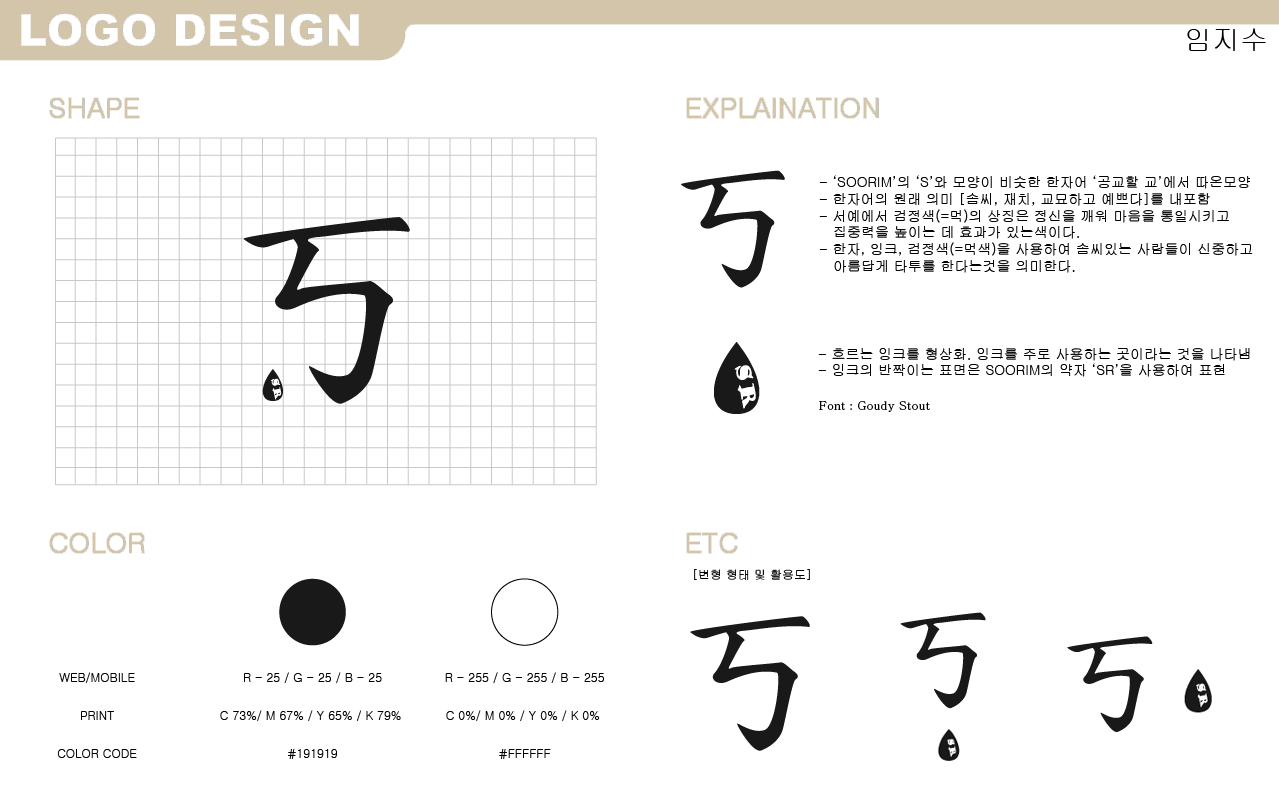 LOGO DESIGN
임지수
SHAPE
丂
SR
EXPLAINATION
丂
– ‘SOORIM’의 ‘S’와 모양이 비슷한 한자어 ‘공교할 교’에서 따온모양
– 한자어의 원래 의미 [솜씨, 재치, 교묘하고 예쁘다]를 내포함
– 서예에서 검정색(=먹)의 상징은 정신을 깨워 마음을 통일시키고
집중력을 높이는 데 효과가 있는색이다.
– 한자, 잉크, 검정색(=먹색)을 사용하여 솜씨있는 사람들이 신중하고
아름답게 타투를 한다는것을 의미한다.
SR
– 흐르는 잉크를 형상화. 잉크를 주로 사용하는 곳이라는 것을 나타냄
– 잉크의 반짝이는 표면은 SOORIM의 약자 ‘SR’을 사용하여 표현
Font : Goudy Stout
COLOR
WEB/MOBILE
R – 25 / G – 25 / B – 25
R – 255 / G – 255 / B – 255
PRINT
C 73%/ M 67% / Y 65% / K 79%
C 0%/ M 0% / Y 0% / K 0%
COLOR CODE
#191919
#FFFFFF
ETC
[변형 형태 및 활용도]
丂
丂
SR
丂
SR